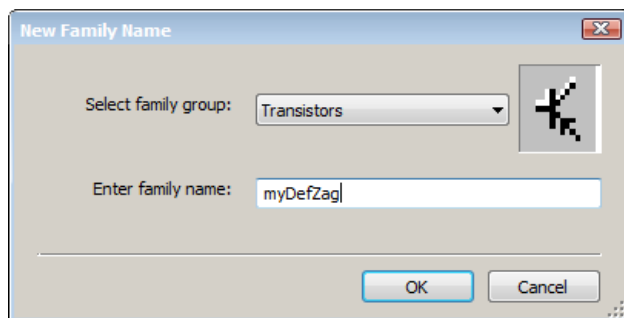 New Family Name
Select family group: Transistors
Enter family name: myDefZag
OK Cancel